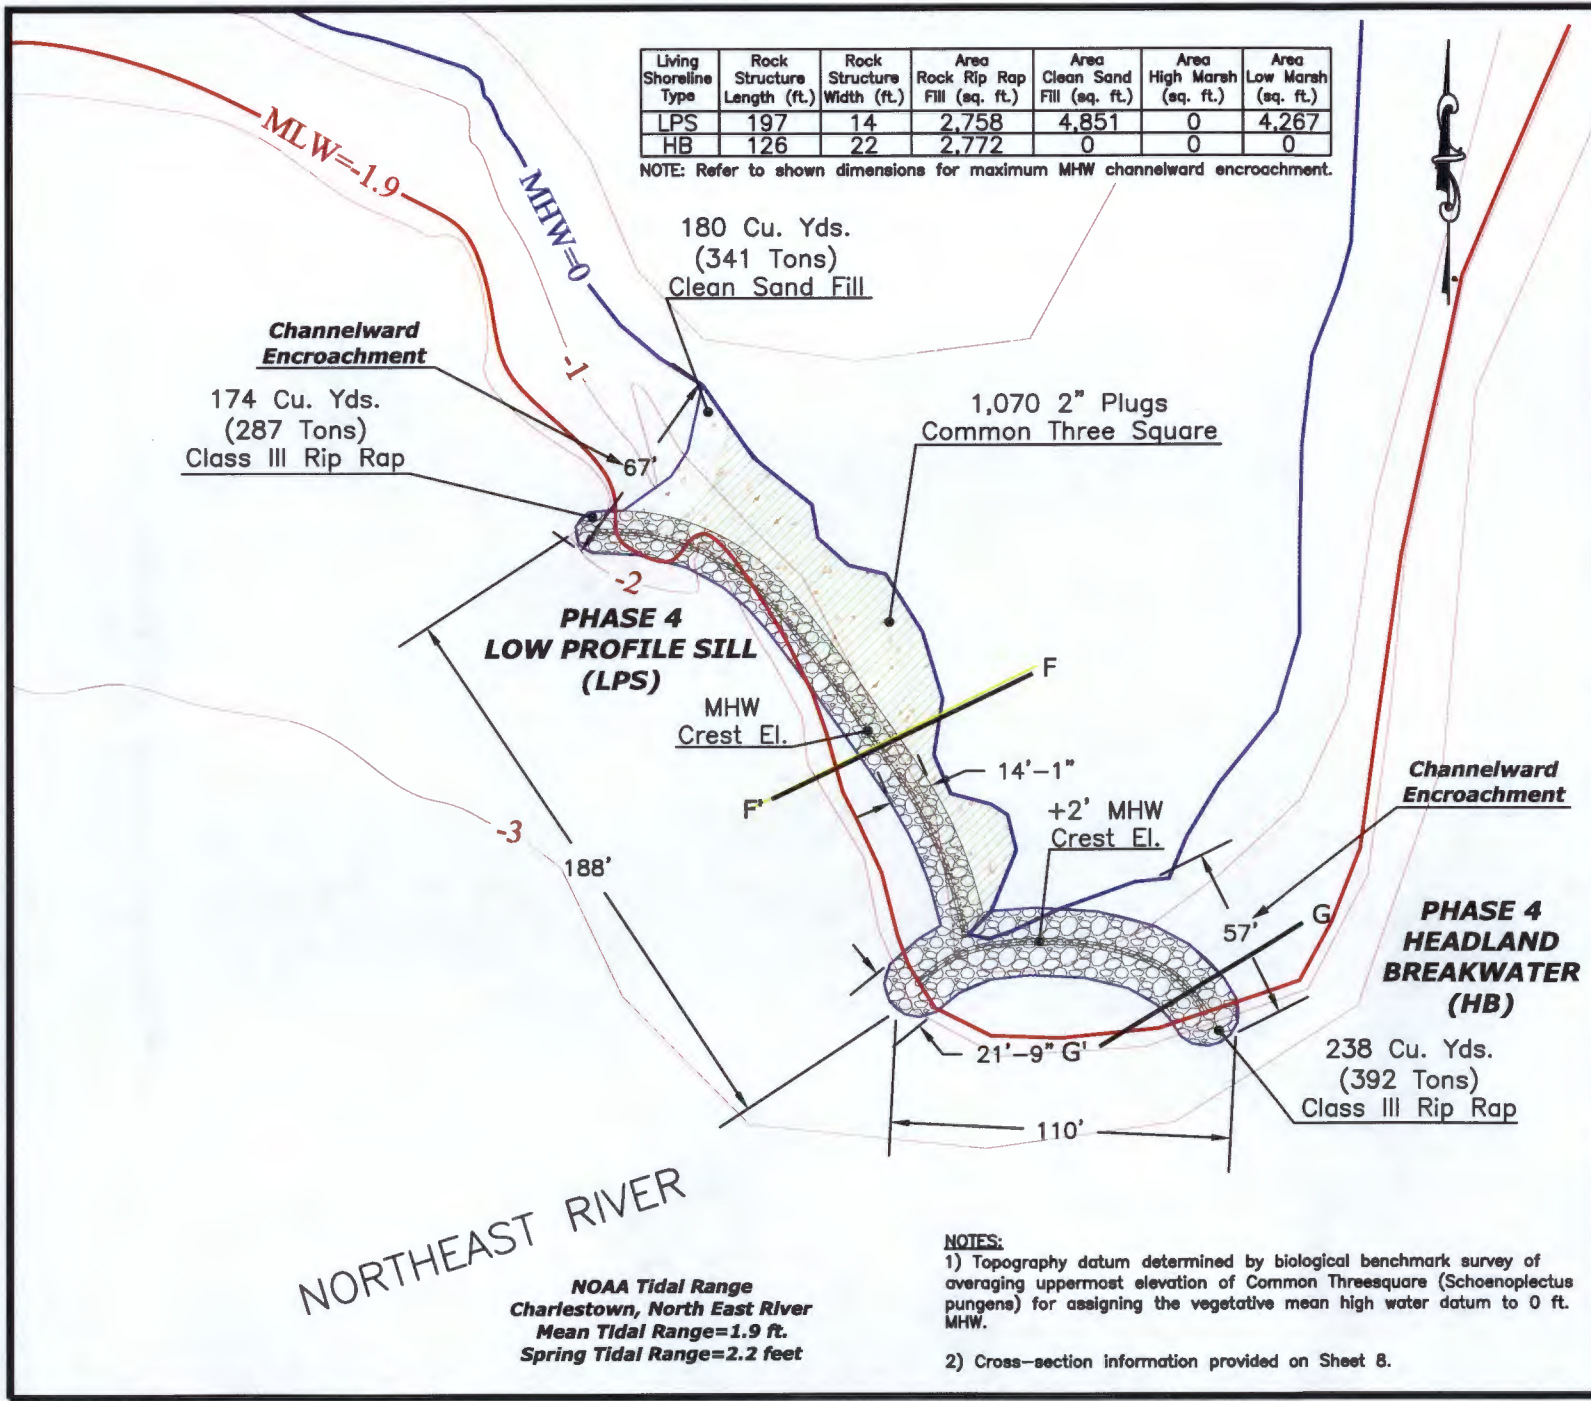 Living Shoreline Type | Rock Structure Length (ft.) | Rock Structure Width (ft.) | Area Rock Rip Rap Fill (sq. ft.) | Area Clean Sand Fill (sq. ft.) | Area High Marsh (sq. ft.) | Area Low Marsh (sq. ft.)
LPS | 197 | 14 | 2,758 | 4,851 | 0 | 4,267
HB | 126 | 22 | 2,772 | 0 | 0 | 0
NOTE: Refer to shown dimensions for maximum MHW channelward encroachment.
MLW=-1.9
MHW=0
180 Cu. Yds.
(341 Tons)
Clean Sand Fill
Channelward
Encroachment
-1
174 Cu. Yds.
(287 Tons)
Class III Rip Rap
67'
1,070 2" Plugs
Common Three Square
-2
PHASE 4
LOW PROFILE SILL
(LPS)
F
MHW
Crest El.
F'
14'-1"
+2' MHW
Crest El.
Channelward
Encroachment
-3
188'
57'
G
PHASE 4
HEADLAND
BREAKWATER
(HB)
21'-9"
G'
238 Cu. Yds.
(392 Tons)
Class III Rip Rap
110'
NORTHEAST RIVER
NOAA Tidal Range
Charlestown, North East River
Mean Tidal Range=1.9 ft.
Spring Tidal Range=2.2 feet
NOTES:
1) Topography datum determined by biological benchmark survey of
averaging uppermost elevation of Common Threesquare (Schoenoplectus
pungens) for assigning the vegetative mean high water datum to 0 ft.
MHW.
2) Cross-section information provided on Sheet 8.